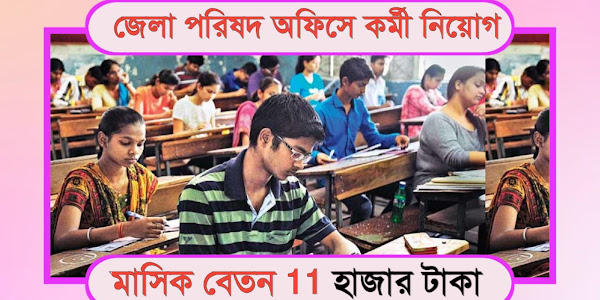 জেলা পরিষদ অফিসে কর্মী নিয়োগ
মাসিক বেতন 11 হাজার টাকা